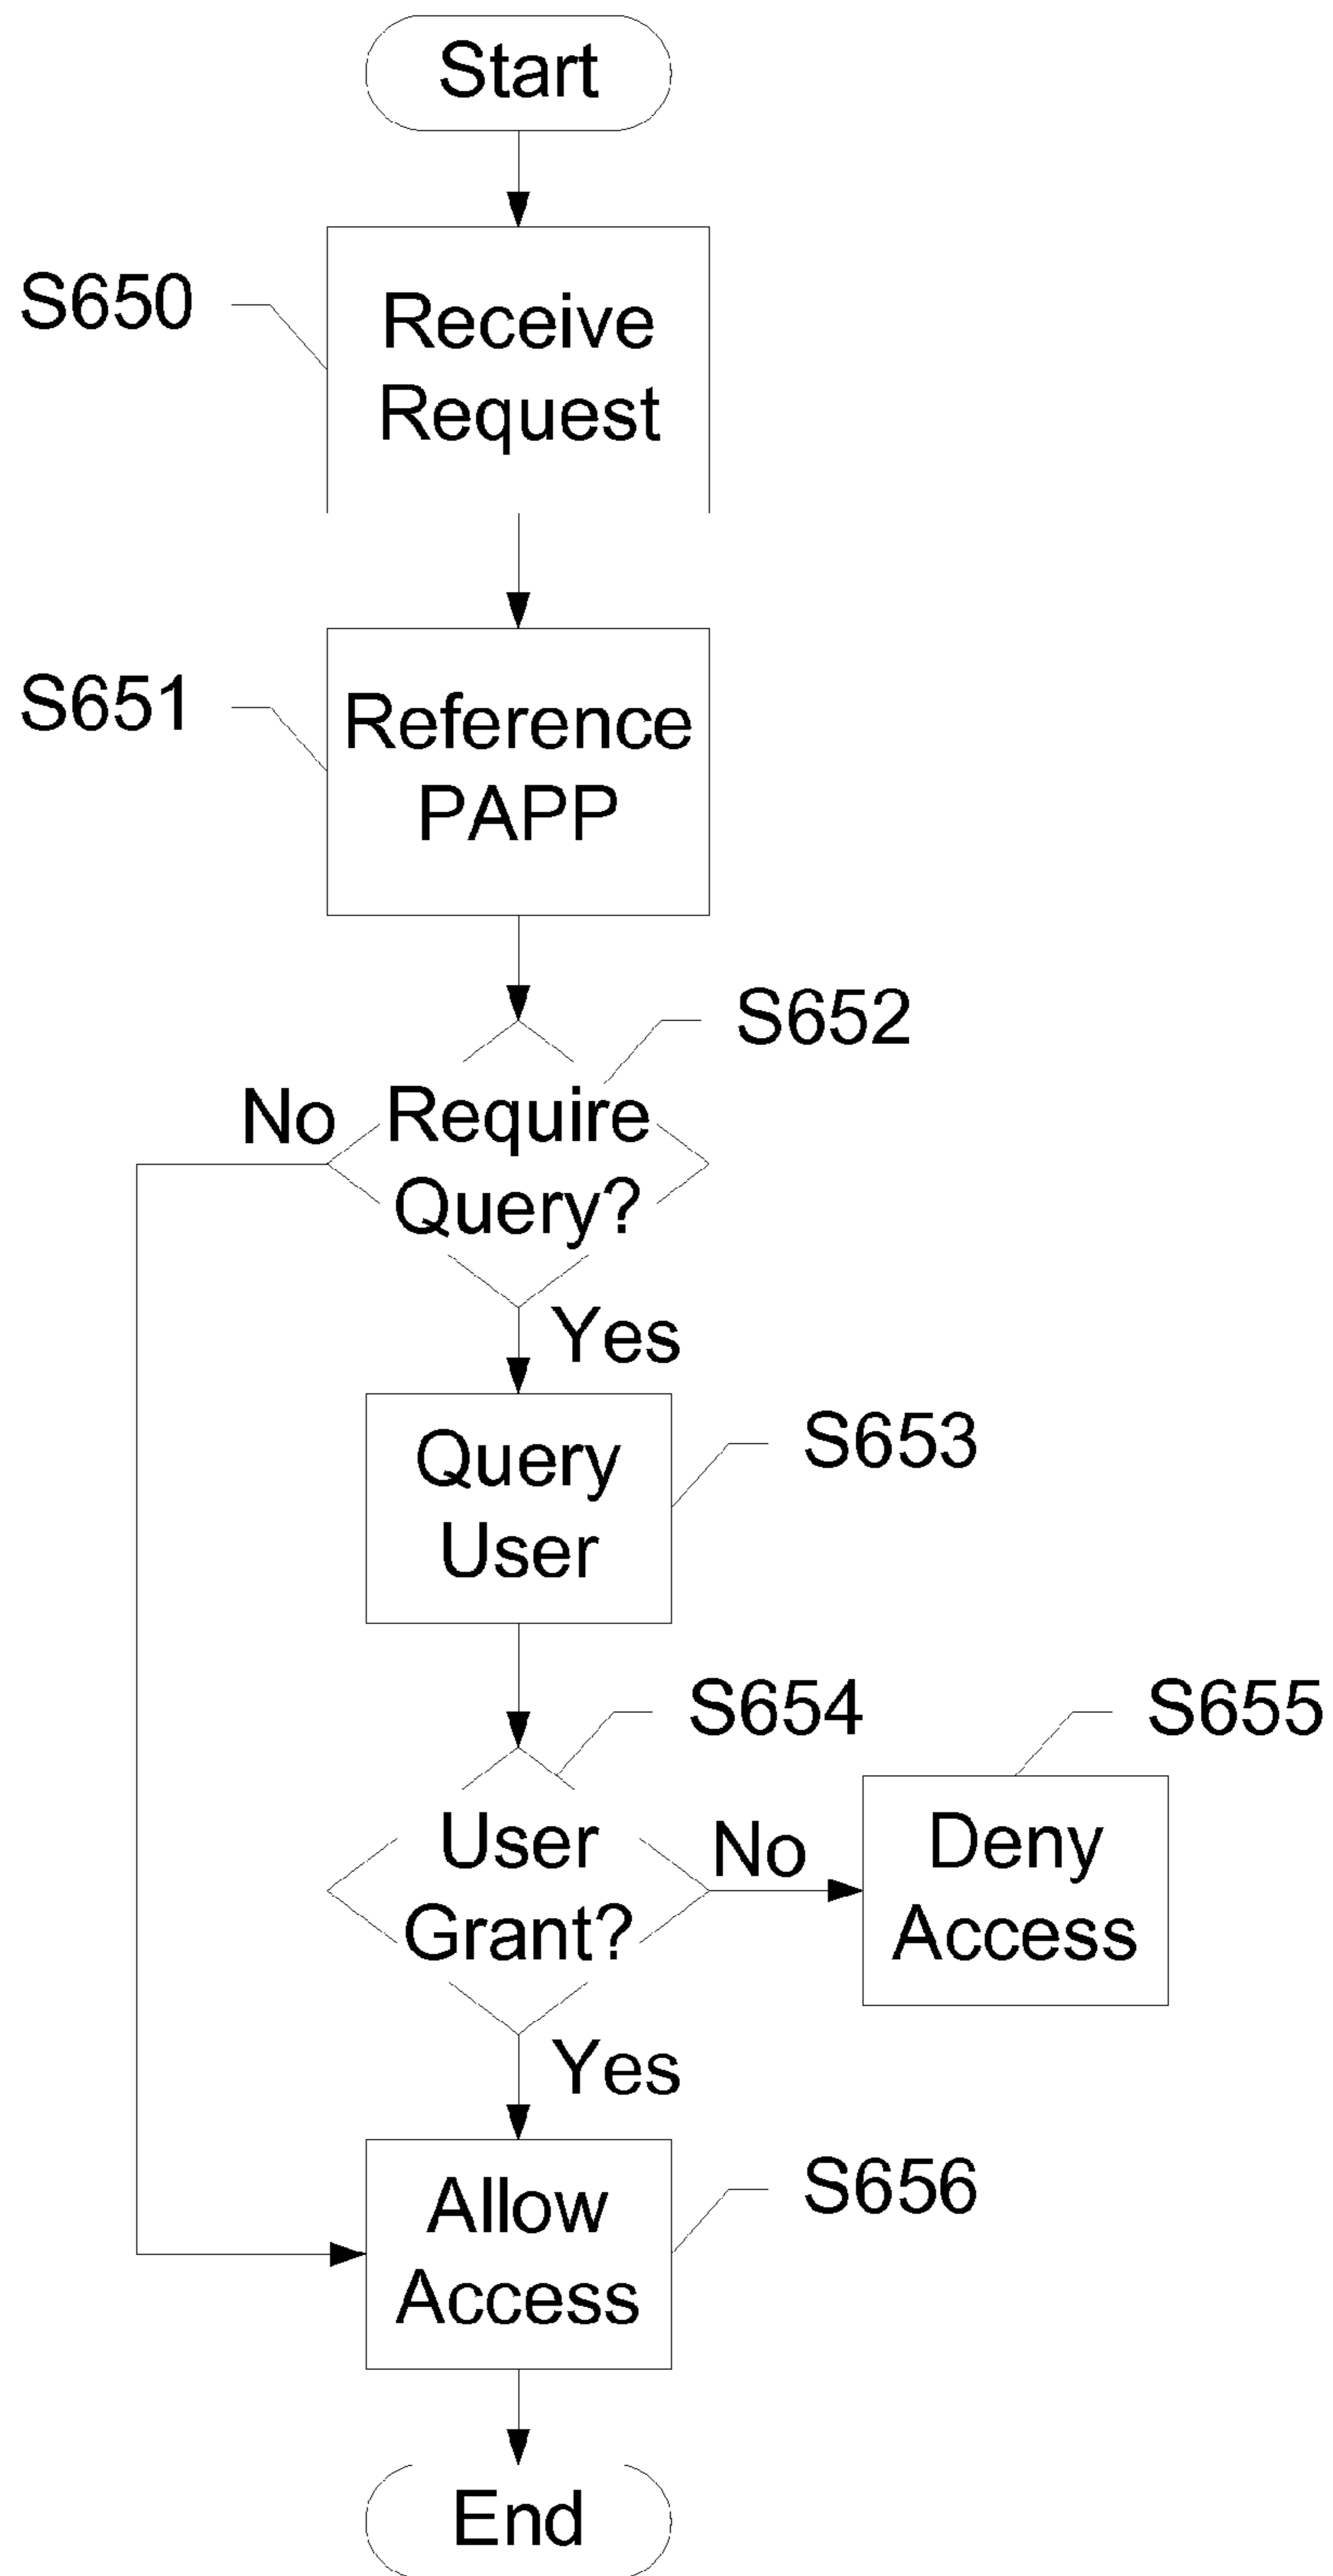 Start
S650
Receive
Request
S651
Reference
PAPP
S652
No
Require
Query?
Yes
Query
User
S653
S654
S655
User
Grant?
No
Deny
Access
Yes
Allow
Access
S656
End